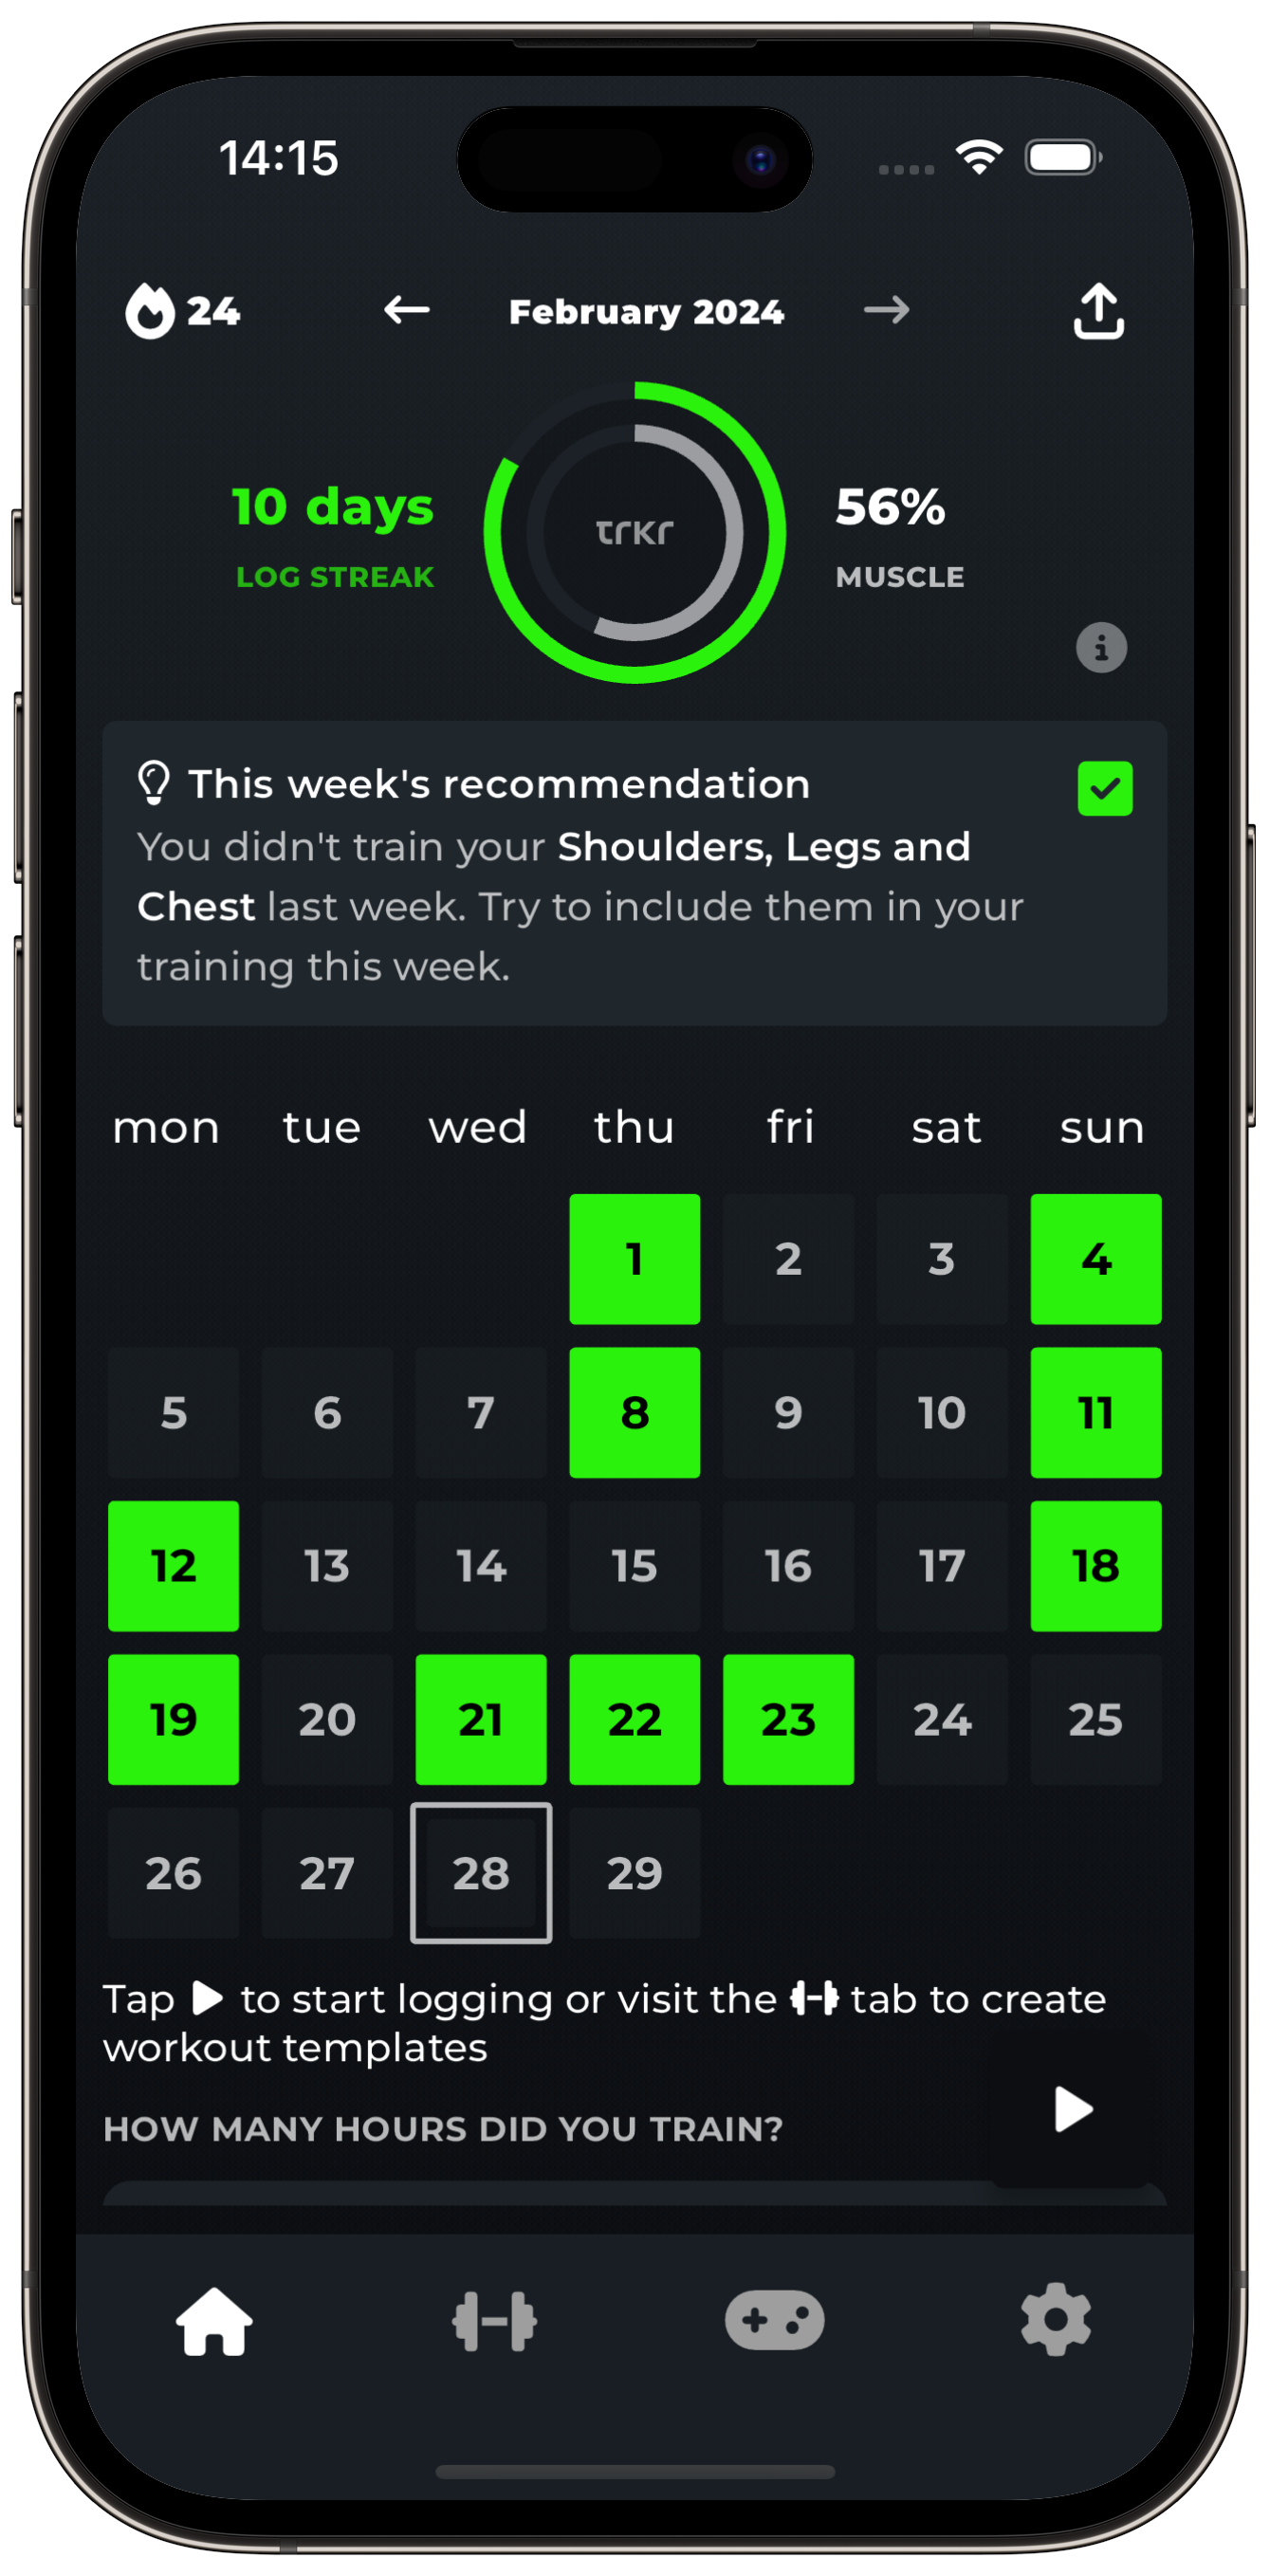 14:15
24
February 2024
10 days
LOG STREAK
trkr
56%
MUSCLE
This week's recommendation
You didn't train your Shoulders, Legs and
Chest last week. Try to include them in your
training this week.
mon tue wed thu fri sat sun
1 2 3 4
5 6 7 8 9 10 11
12 13 14 15 16 17 18
19 20 21 22 23 24 25
26 27 28 29
Tap to start logging or visit the tab to create
workout templates
HOW MANY HOURS DID YOU TRAIN?